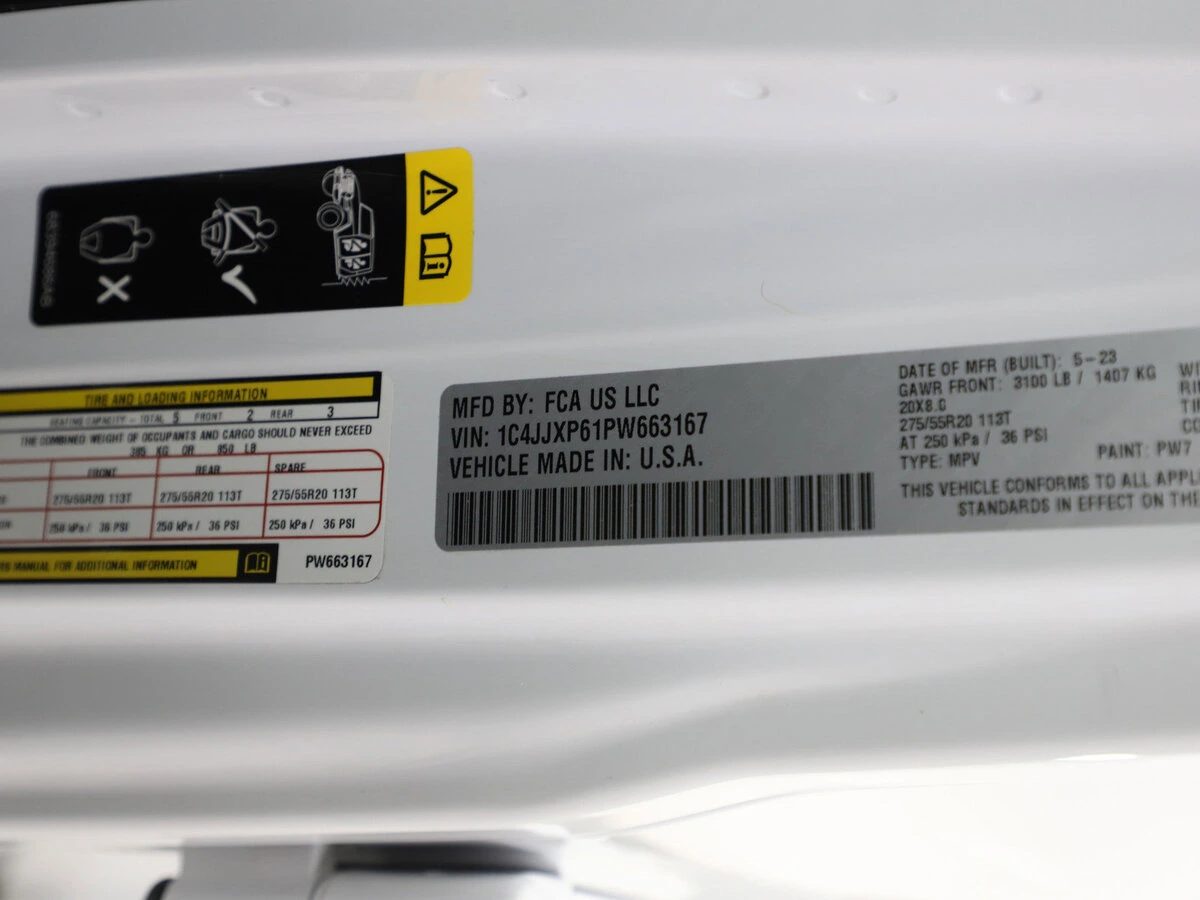 TIRE AND LOADING INFORMATION
SEATING CAPACITY - TOTAL 5 FRONT 2 REAR 3
THE COMBINED WEIGHT OF OCCUPANTS AND CARGO SHOULD NEVER EXCEED
385 KG OR 850 LB
FRONT REAR SPARE
275/55R20 113T 275/55R20 113T 275/55R20 113T
250 kPa / 36 PSI 250 kPa / 36 PSI 250 kPa / 36 PSI
MANUAL FOR ADDITIONAL INFORMATION
PW663167
MFD BY: FCA US LLC
VIN: 1C4JJXP61PW663167
VEHICLE MADE IN: U.S.A.
DATE OF MFR (BUILT): 5-23
GAWR FRONT: 3100 LB / 1407 KG
20X8.0
275/55R20 113T
AT 250 kPa / 36 PSI
TYPE: MPV
PAINT: PW7
THIS VEHICLE CONFORMS TO ALL APPL
STANDARDS IN EFFECT ON THE
WI
RI
TI
CO